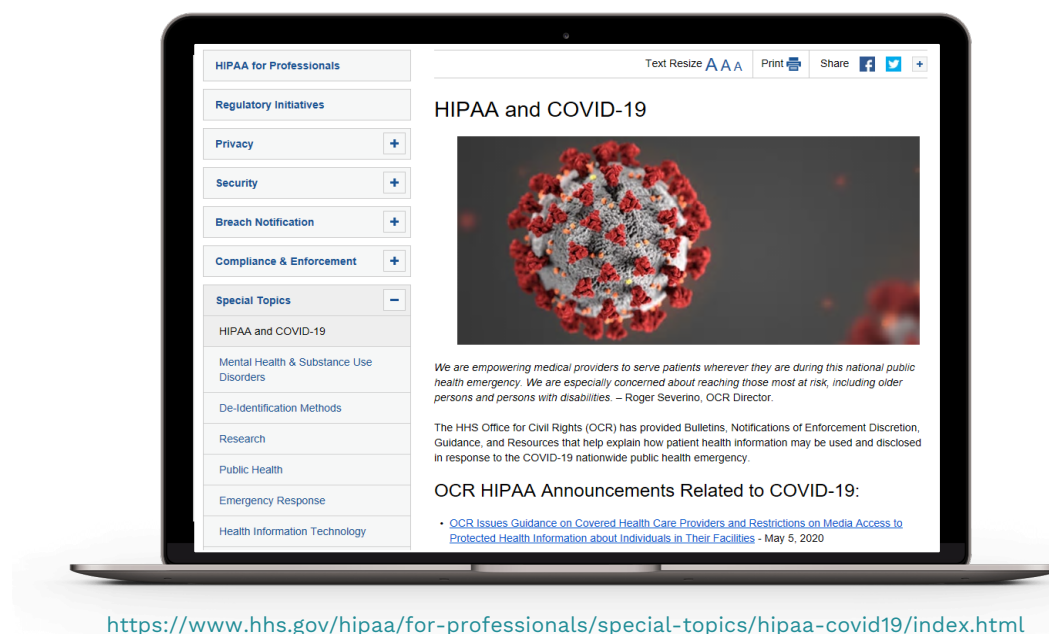 HIPAA for Professionals
Regulatory Initiatives
Privacy
Security
Breach Notification
Compliance & Enforcement
Special Topics
HIPAA and COVID-19
Mental Health & Substance Use
Disorders
De-Identification Methods
Research
Public Health
Emergency Response
Health Information Technology
Text Resize A A A Print Share
HIPAA and COVID-19
We are empowering medical providers to serve patients wherever they are during this national public
health emergency. We are especially concerned about reaching those most at risk, including older
persons and persons with disabilities. – Roger Severino, OCR Director.
The HHS Office for Civil Rights (OCR) has provided Bulletins, Notifications of Enforcement Discretion,
Guidance, and Resources that help explain how patient health information may be used and disclosed
in response to the COVID-19 nationwide public health emergency.
OCR HIPAA Announcements Related to COVID-19:
• OCR Issues Guidance on Covered Health Care Providers and Restrictions on Media Access to
Protected Health Information about Individuals in Their Facilities - May 5, 2020
https://www.hhs.gov/hipaa/for-professionals/special-topics/hipaa-covid19/index.html